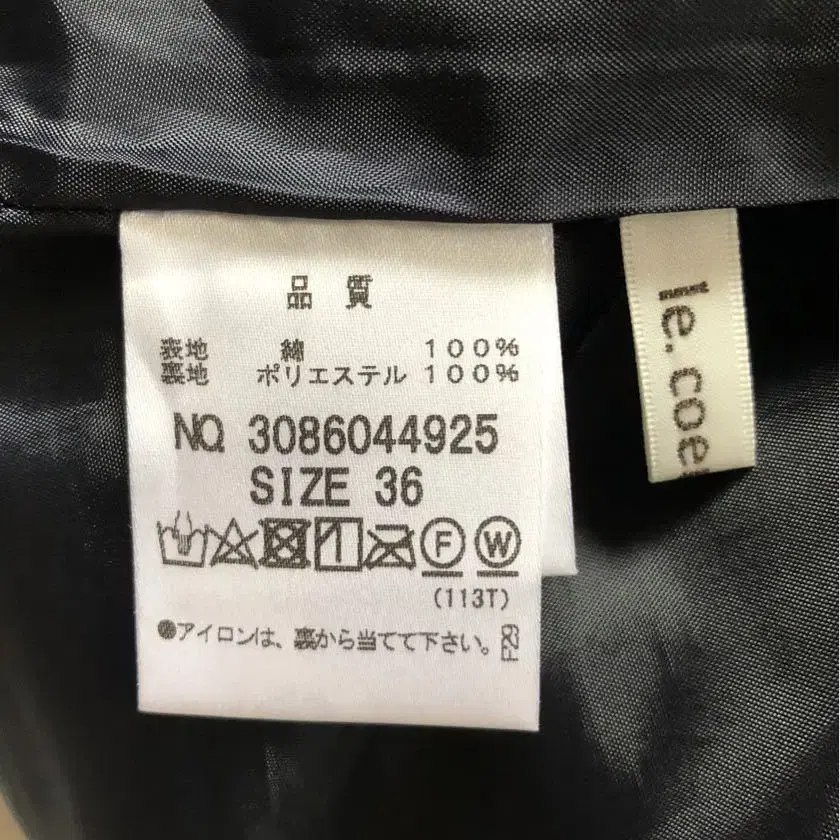 品質
表地 綿 100%
裏地 ポリエステル 100%
NO. 3086044925
SIZE 36
F W
(113T)
●アイロンは、裏から当てて下さい。
F29
le.coe